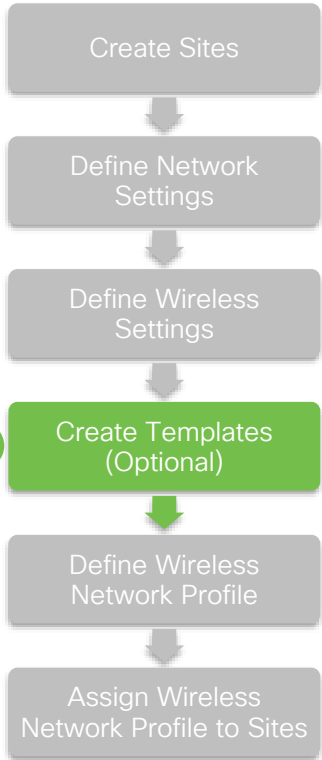 Create Sites
Define Network
Settings
Define Wireless
Settings
Create Templates
(Optional)
Define Wireless
Network Profile
Assign Wireless
Network Profile to Sites